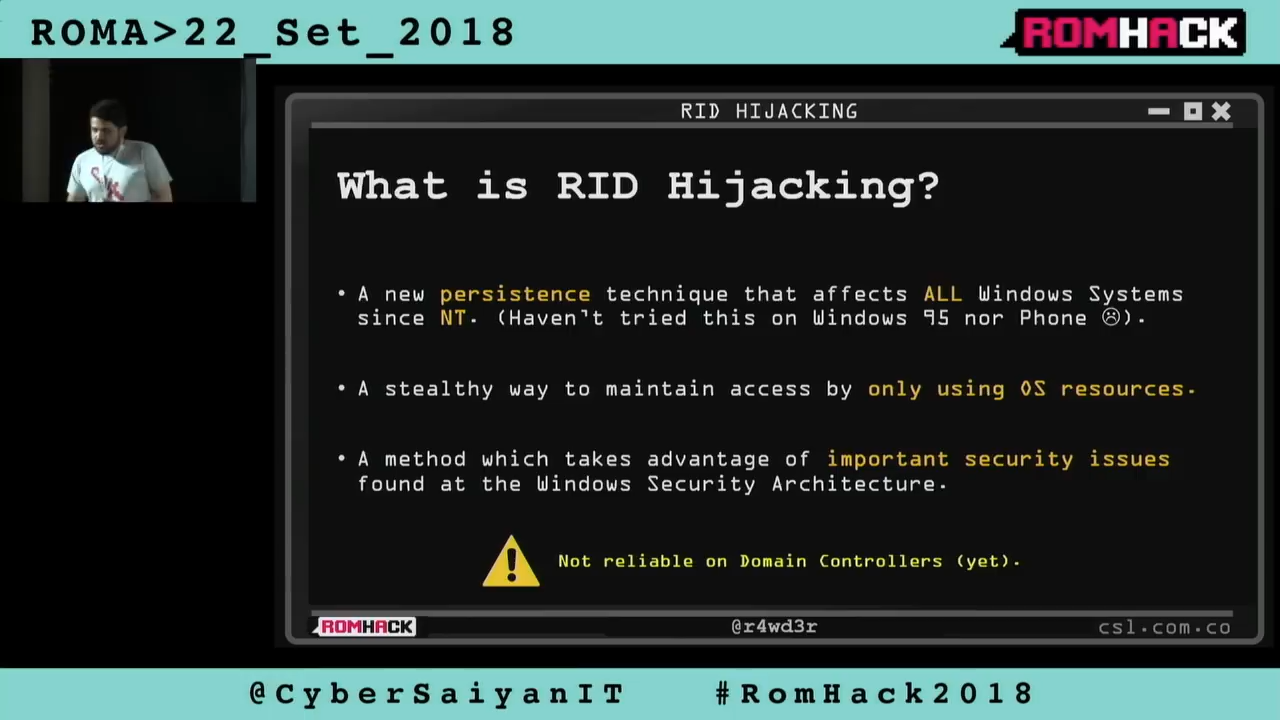 ROMA>22_Set_2018
ROMHACK
RID HIJACKING
What is RID Hijacking?
• A new persistence technique that affects ALL Windows Systems
since NT. (Haven't tried this on Windows 95 nor Phone ☹).
• A stealthy way to maintain access by only using OS resources.
• A method which takes advantage of important security issues
found at the Windows Security Architecture.
Not reliable on Domain Controllers (yet).
ROMHACK
@r4wd3r
csl.com.co
@CyberSaiyanIT
#RomHack2018